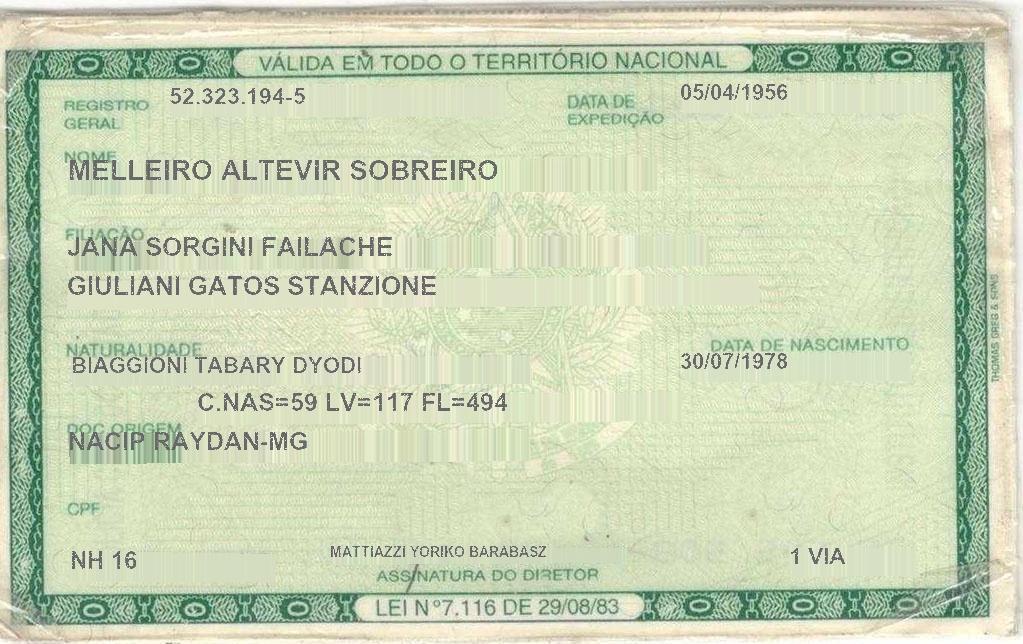 VÁLIDA EM TODO O TERRITÓRIO NACIONAL
REGISTRO GERAL 52.323.194-5 DATA DE EXPEDIÇÃO 05/04/1956
NOME
MELLEIRO ALTEVIR SOBREIRO
FILIAÇÃO
JANA SORGINI FAILACHE
GIULIANI GATOS STANZIONE
NATURALIDADE DATA DE NASCIMENTO
BIAGGIONI TABARY DYODI 30/07/1978
C.NAS=59 LV=117 FL=494
DOC ORIGEM
NACIP RAYDAN-MG
CPF
NH 16 MATTIAZZI YORIKO BARABASZ 1 VIA
ASSINATURA DO DIRETOR
LEI Nº7.116 DE 29/08/83
THOMAS GREG & SONS